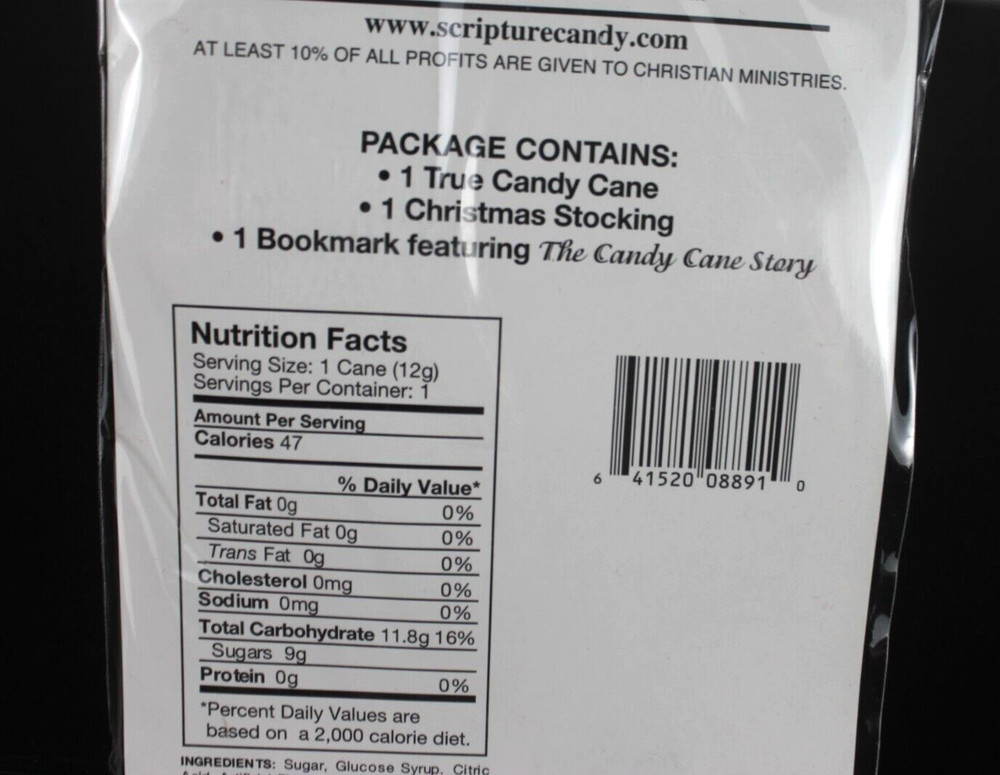 www.scripturecandy.com
AT LEAST 10% OF ALL PROFITS ARE GIVEN TO CHRISTIAN MINISTRIES.
PACKAGE CONTAINS:
• 1 True Candy Cane
• 1 Christmas Stocking
• 1 Bookmark featuring The Candy Cane Story
Nutrition Facts
Serving Size: 1 Cane (12g)
Servings Per Container: 1
Amount Per Serving
Calories 47
% Daily Value*
Total Fat 0g 0%
Saturated Fat 0g 0%
Trans Fat 0g 0%
Cholesterol 0mg 0%
Sodium 0mg 0%
Total Carbohydrate 11.8g 16%
Sugars 9g
Protein 0g 0%
*Percent Daily Values are
based on a 2,000 calorie diet.
INGREDIENTS: Sugar, Glucose Syrup, Citric
6 41520 08891 0